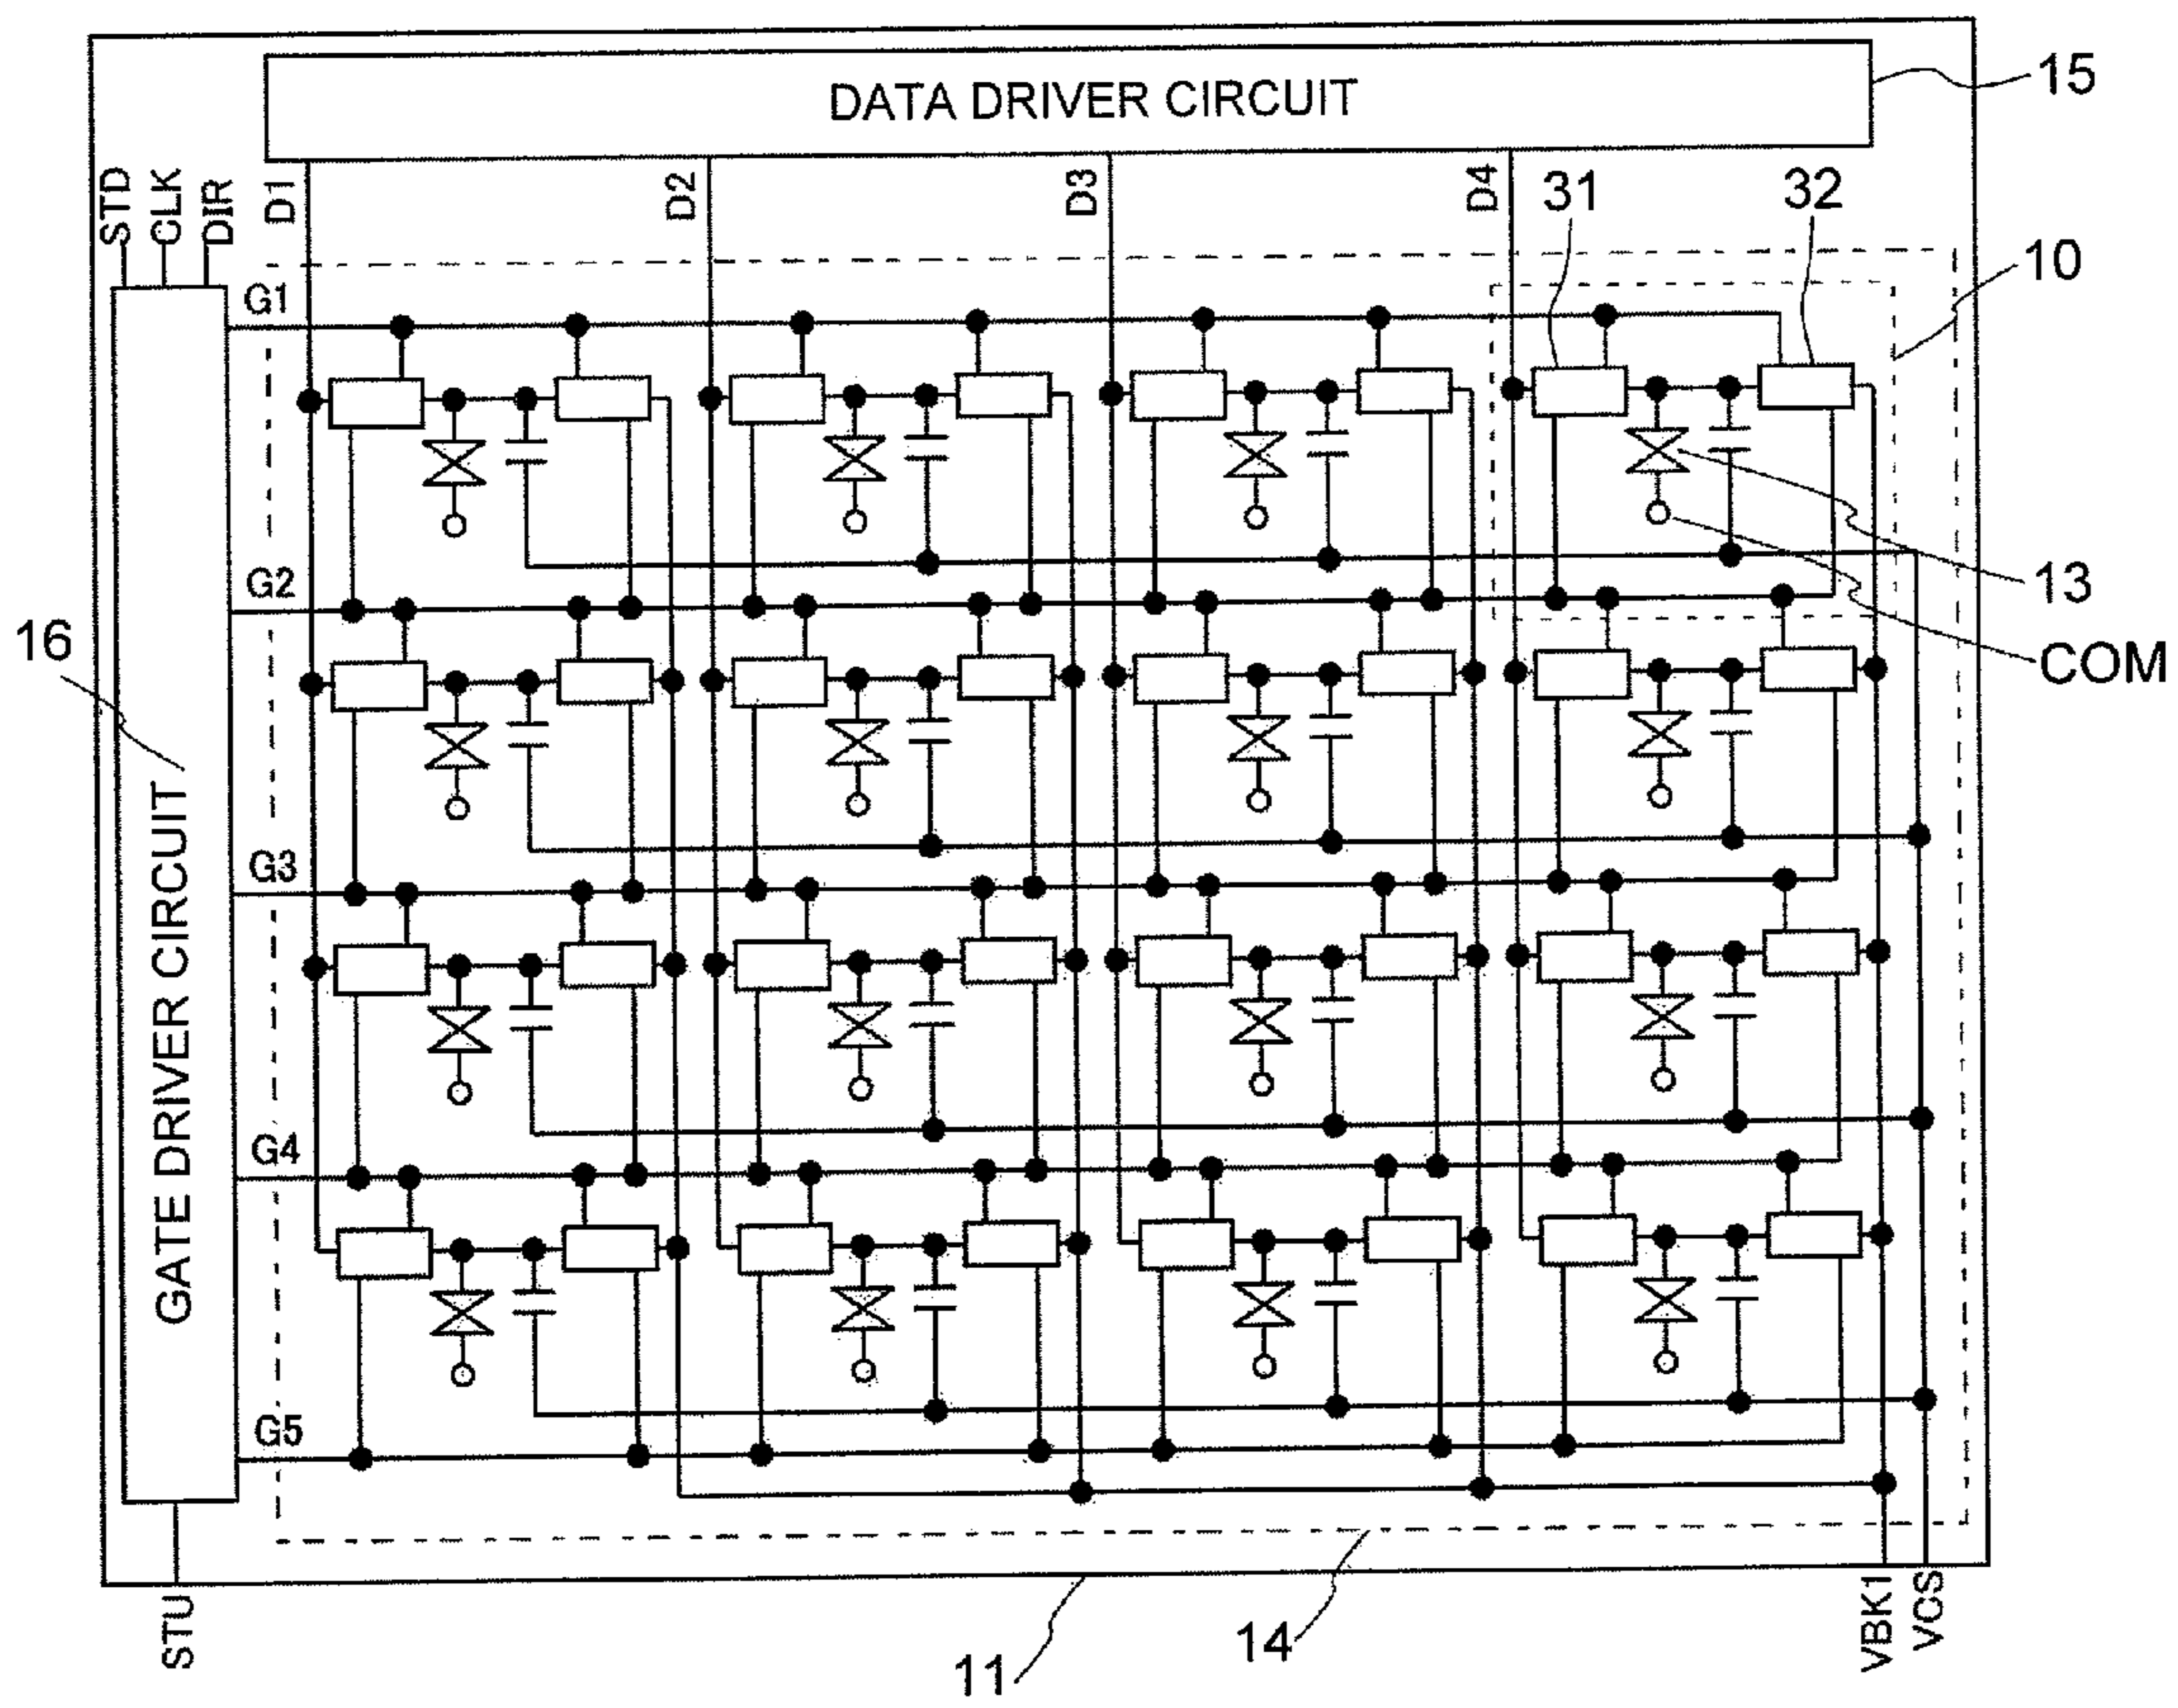 DATA DRIVER CIRCUIT
15
STD
CLK
DIR
D1
D2
D3
D4
31
32
10
G1
G2
13
16
COM
G3
GATE DRIVER CIRCUIT
G4
G5
14
11
STU
VBK1
VCS